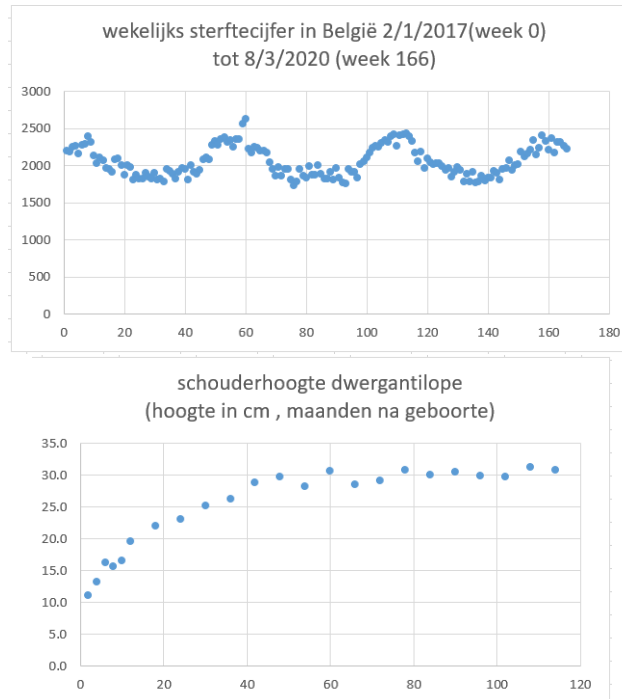 wekelijks sterftecijfer in België 2/1/2017(week 0)
tot 8/3/2020 (week 166)
3000
2500
2000
1500
1000
500
0
0 20 40 60 80 100 120 140 160 180
schouderhoogte dwergantilope
(hoogte in cm , maanden na geboorte)
35.0
30.0
25.0
20.0
15.0
10.0
5.0
0.0
0 20 40 60 80 100 120